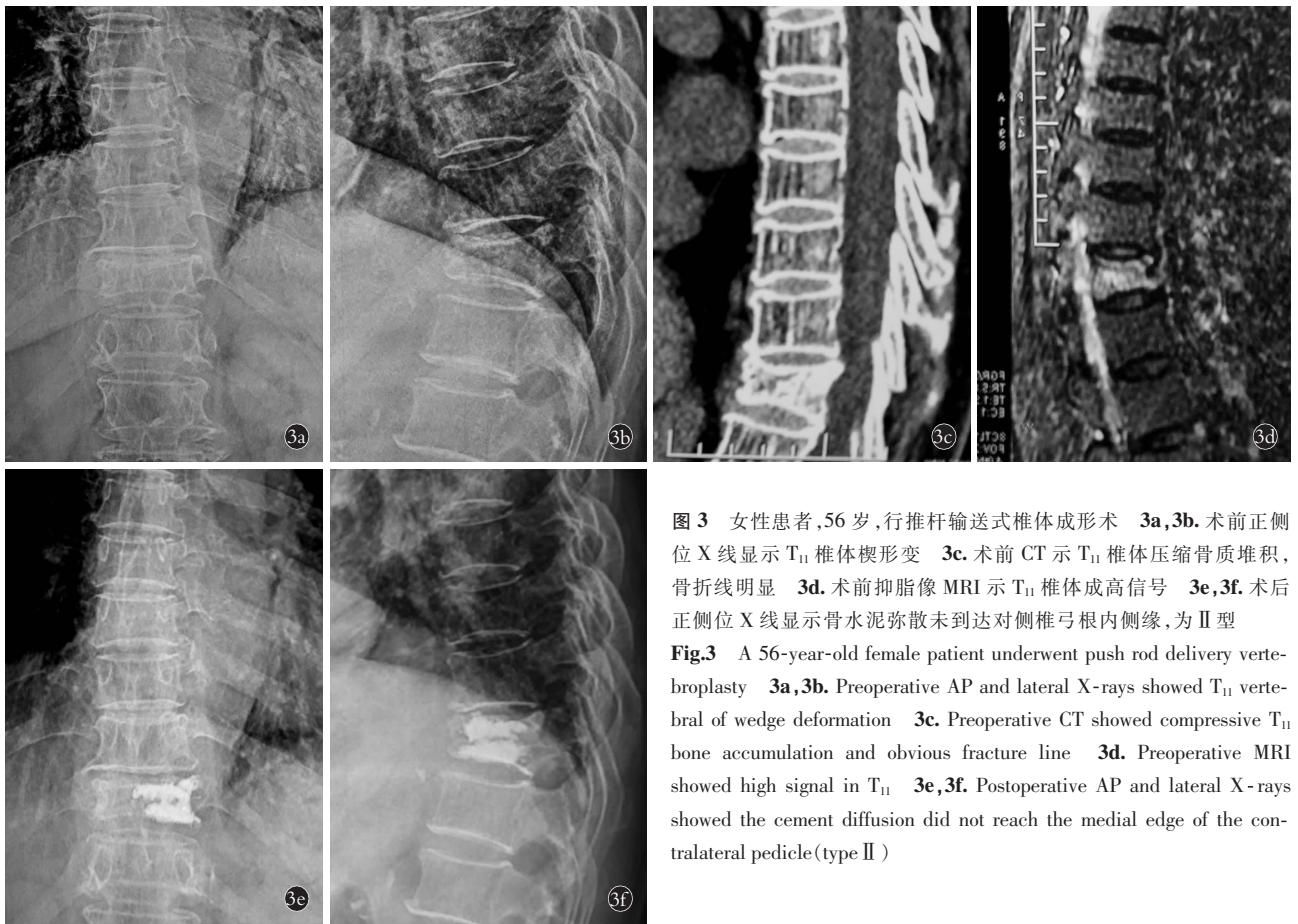 3a
3b
3c
3d
3e
3f
图 3 女性患者,56 岁,行推杆输送式椎体成形术 3a,3b. 术前正侧
位 X 线显示 T₁₁ 椎体楔形变 3c. 术前 CT 示 T₁₁ 椎体压缩骨质堆积,
骨折线明显 3d. 术前抑脂像 MRI 示 T₁₁ 椎体成高信号 3e,3f. 术后
正侧位 X 线显示骨水泥弥散未到达对侧椎弓根内侧缘,为Ⅱ型
Fig.3 A 56-year-old female patient underwent push rod delivery verte-
broplasty 3a,3b. Preoperative AP and lateral X-rays showed T₁₁ verte-
bral of wedge deformation 3c. Preoperative CT showed compressive T₁₁
bone accumulation and obvious fracture line 3d. Preoperative MRI
showed high signal in T₁₁ 3e,3f. Postoperative AP and lateral X-rays
showed the cement diffusion did not reach the medial edge of the con-
tralateral pedicle(type Ⅱ)